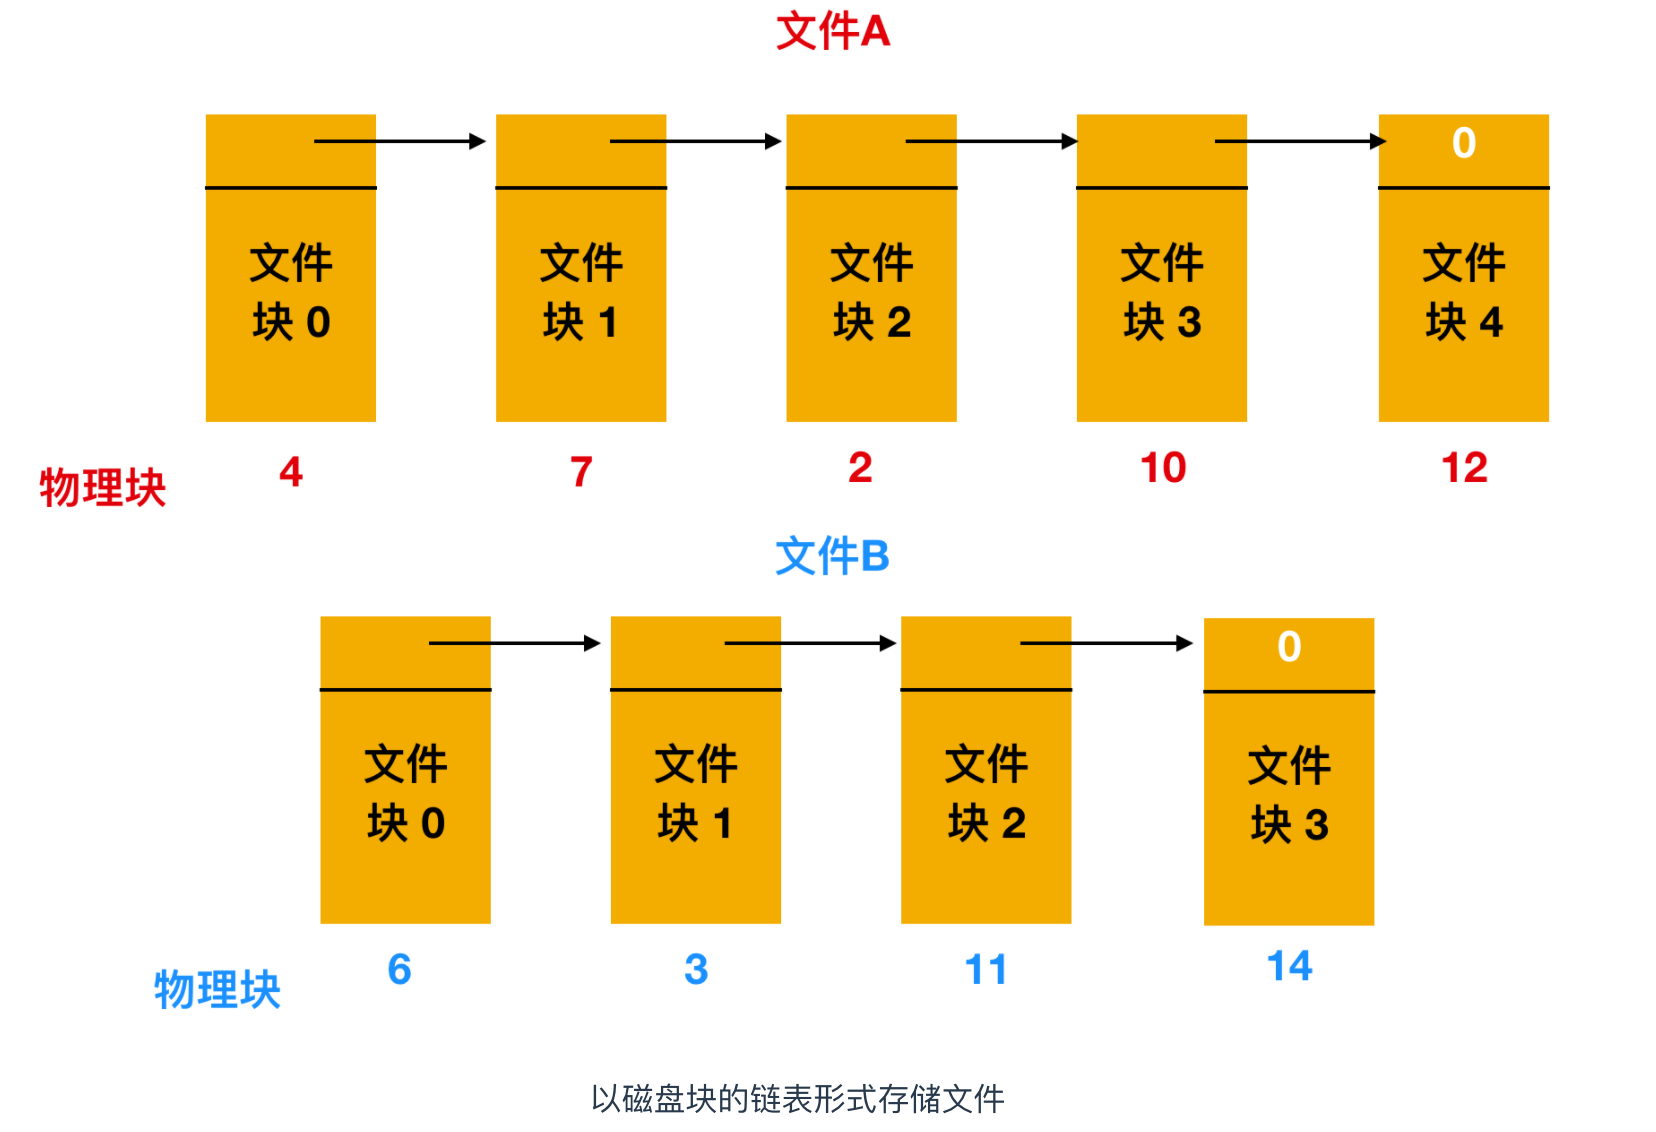 文件A
0
文件 文件 文件 文件 文件
块 0 块 1 块 2 块 3 块 4
物理块 4 7 2 10 12
文件B
0
文件 文件 文件 文件
块 0 块 1 块 2 块 3
物理块 6 3 11 14
以磁盘块的链表形式存储文件